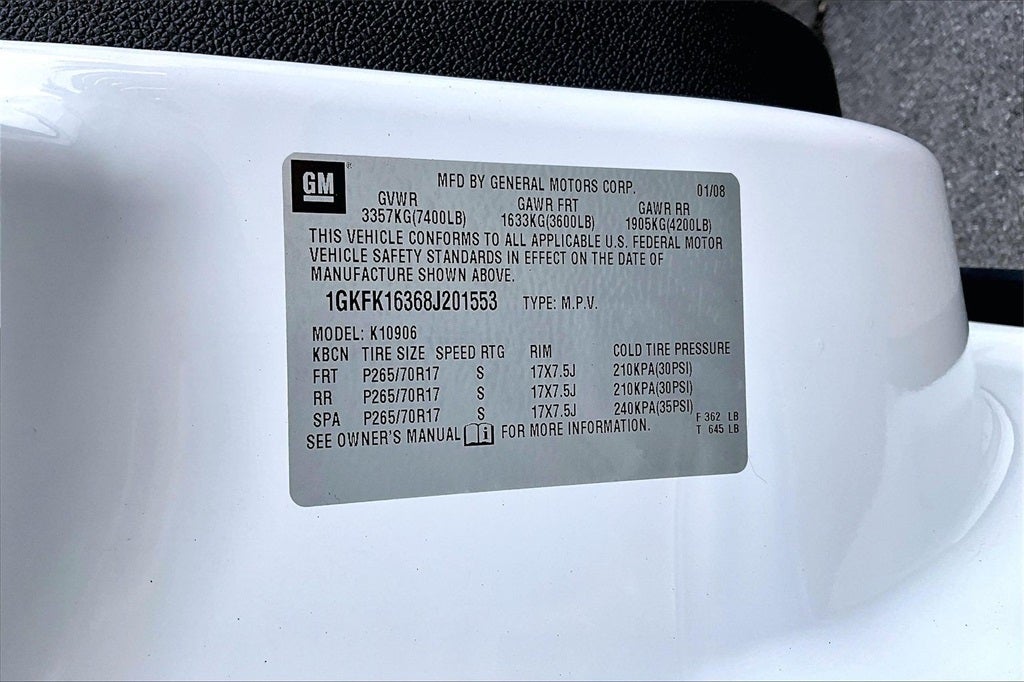 GM ®
MFD BY GENERAL MOTORS CORP. 01/08
GVWR GAWR FRT GAWR RR
3357KG(7400LB) 1633KG(3600LB) 1905KG(4200LB)
THIS VEHICLE CONFORMS TO ALL APPLICABLE U.S. FEDERAL MOTOR
VEHICLE SAFETY STANDARDS IN EFFECT ON THE DATE OF
MANUFACTURE SHOWN ABOVE.
1GKFK16368J201553 TYPE: M.P.V.
MODEL: K10906
KBCN TIRE SIZE SPEED RTG RIM COLD TIRE PRESSURE
FRT P265/70R17 S 17X7.5J 210KPA(30PSI)
RR P265/70R17 S 17X7.5J 210KPA(30PSI)
SPA P265/70R17 S 17X7.5J 240KPA(35PSI) F 362 LB
SEE OWNER'S MANUAL i FOR MORE INFORMATION. T 645 LB